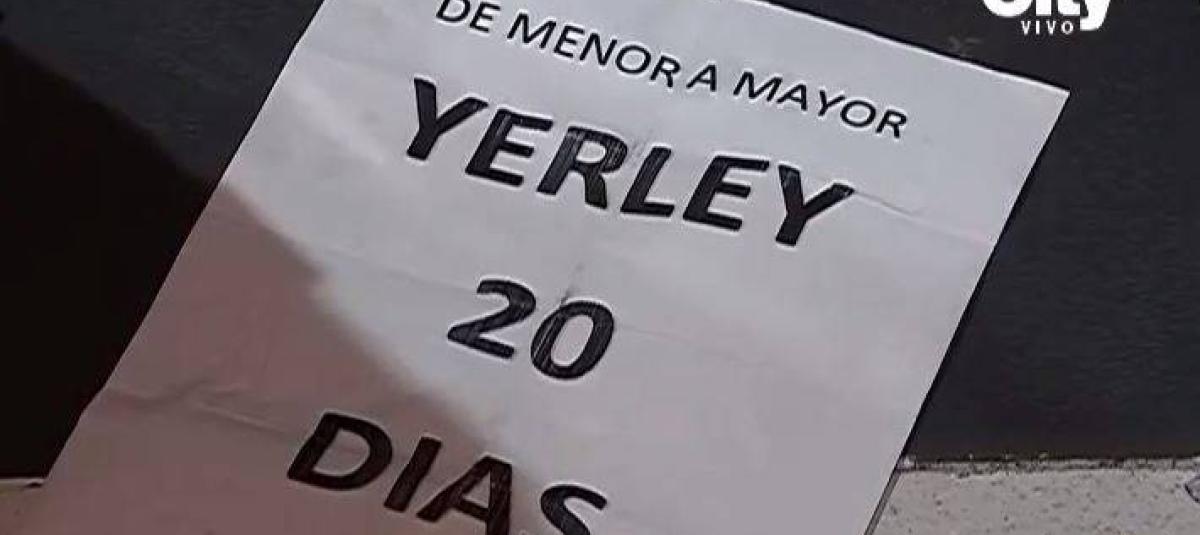 City
VIVO
DE MENOR A MAYOR
YERLEY
20
DIAS